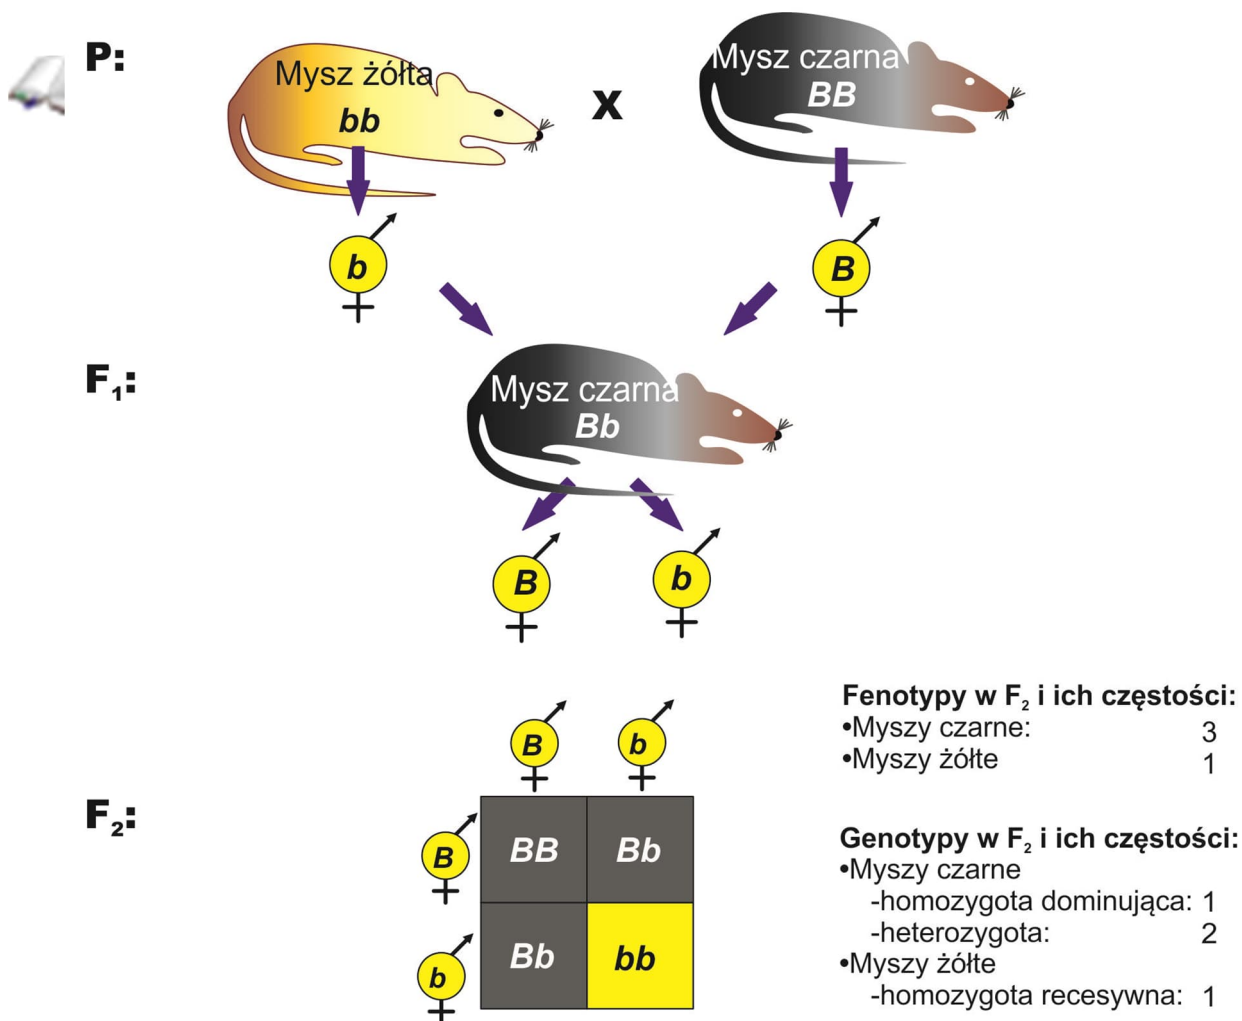 P:
Mysz żółta
bb
x
Mysz czarna
BB
b
B
F₁:
Mysz czarna
Bb
B
b
Fenotypy w F₂ i ich częstości:
•Myszy czarne: 3
•Myszy żółte 1
B
b
F₂:
B
BB
Bb
b
Bb
bb
Genotypy w F₂ i ich częstości:
•Myszy czarne
-homozygota dominująca: 1
-heterozygota: 2
•Myszy żółte
-homozygota recesywna: 1